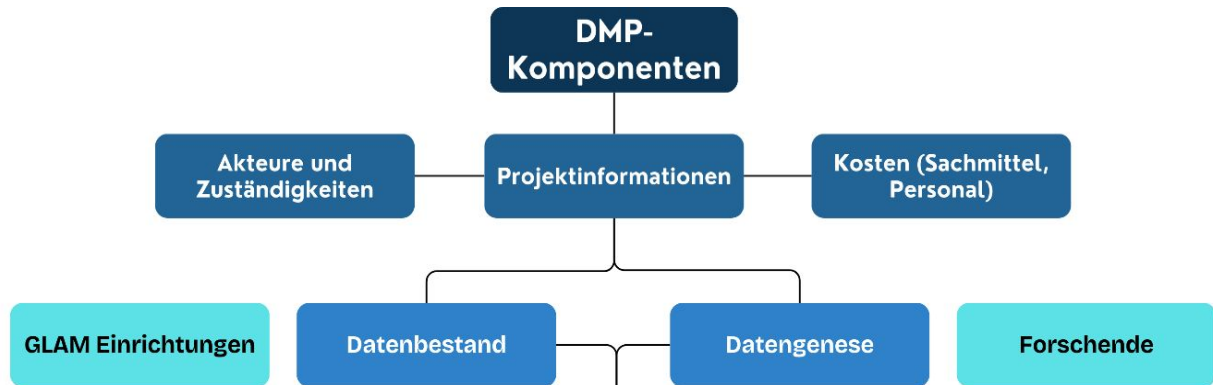 DMP-
Komponenten
Akteure und
Zuständigkeiten
Projektinformationen
Kosten (Sachmittel,
Personal)
GLAM Einrichtungen
Datenbestand
Datengenese
Forschende